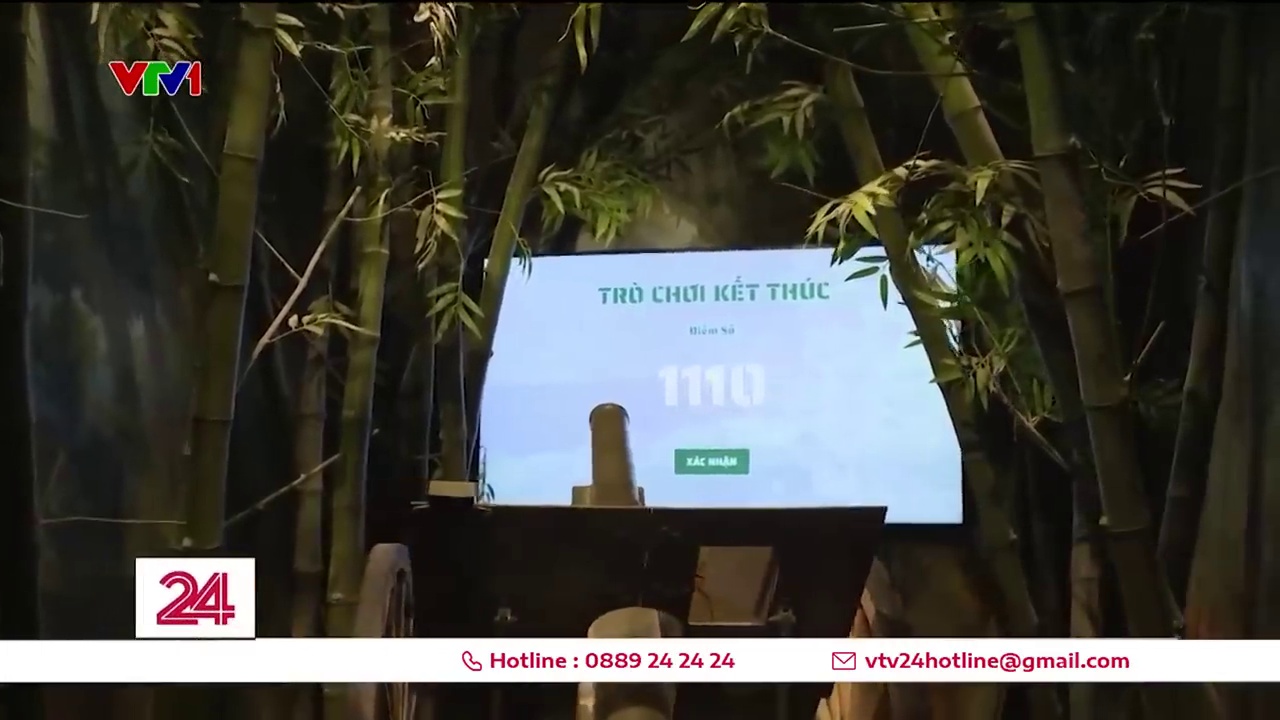 VTV1
TRÒ CHƠI KẾT THÚC
Điểm Số
1110
XÁC NHẬN
24
Hotline : 0889 24 24 24
vtv24hotline@gmail.com